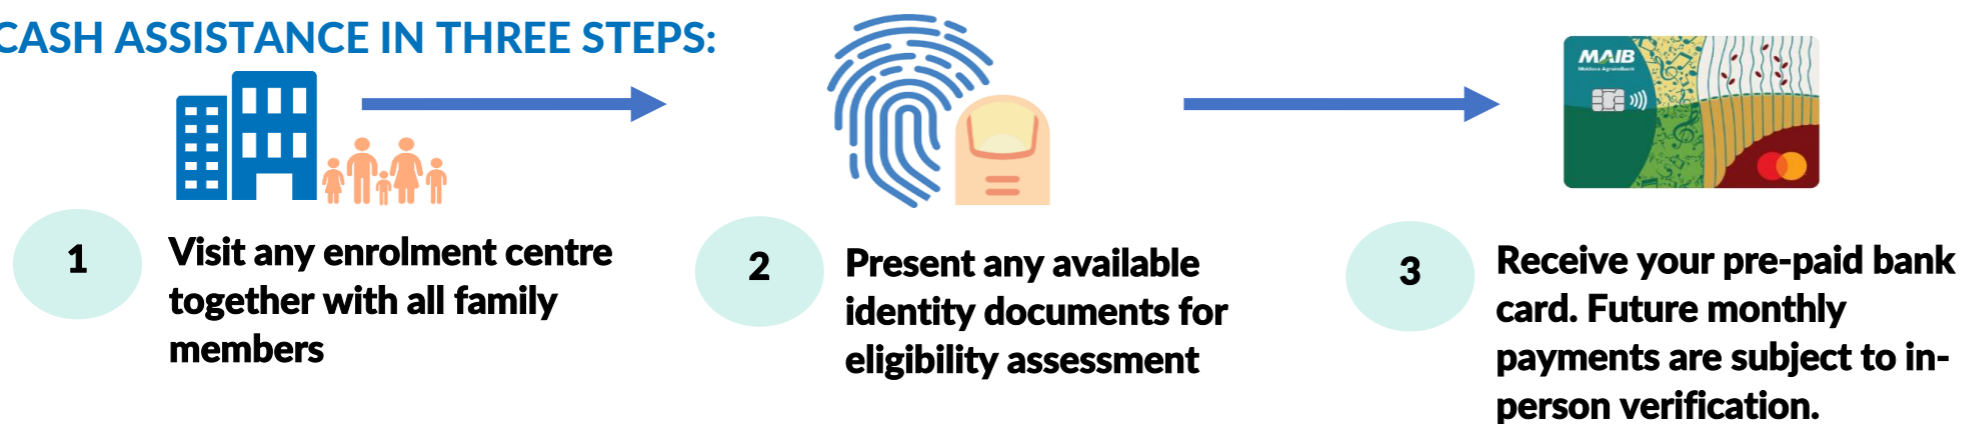 CASH ASSISTANCE IN THREE STEPS:
MAIB
Moldova Agroindbank
1
Visit any enrolment centre
together with all family
members
2
Present any available
identity documents for
eligibility assessment
3
Receive your pre-paid bank
card. Future monthly
payments are subject to in-
person verification.